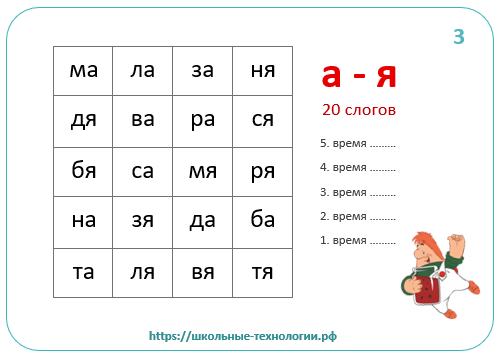 3
ма ла за ня
дя ва ра ся
бя са мя ря
на зя да ба
та ля вя тя
а - я
20 слогов
5. время .........
4. время .........
3. время .........
2. время .........
1. время .........
https://школьные-технологии.рф